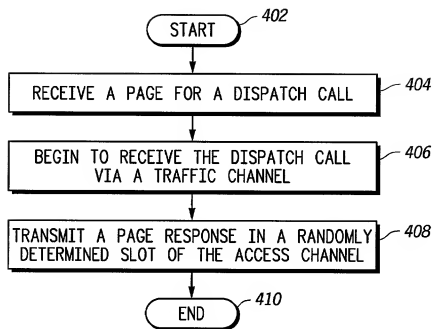 START
402
RECEIVE A PAGE FOR A DISPATCH CALL
404
BEGIN TO RECEIVE THE DISPATCH CALL
VIA A TRAFFIC CHANNEL
406
TRANSMIT A PAGE RESPONSE IN A RANDOMLY
DETERMINED SLOT OF THE ACCESS CHANNEL
408
END
410